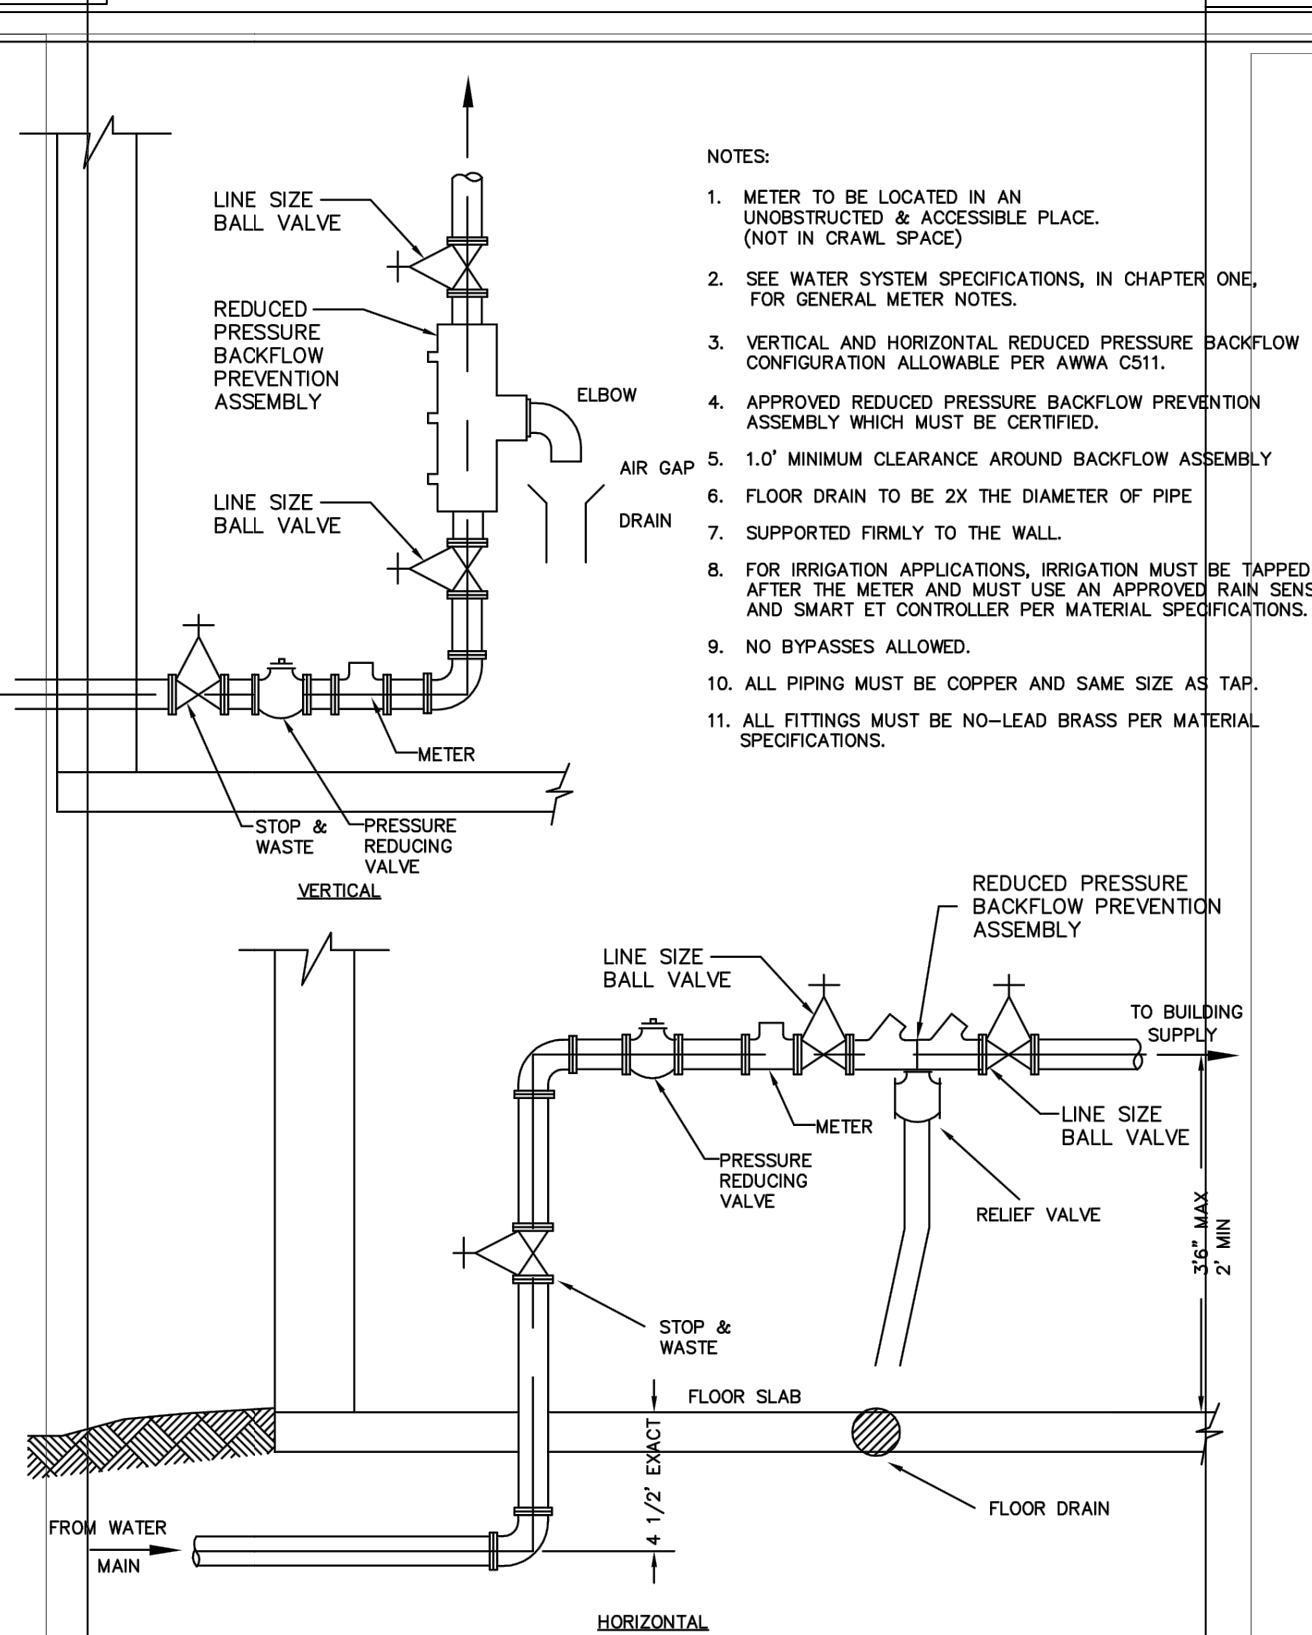 LINE SIZE
BALL VALVE
REDUCED
PRESSURE
BACKFLOW
PREVENTION
ASSEMBLY
ELBOW
AIR GAP
DRAIN
LINE SIZE
BALL VALVE
METER
STOP &
WASTE
PRESSURE
REDUCING
VALVE
VERTICAL
NOTES:
1. METER TO BE LOCATED IN AN
UNOBSTRUCTED & ACCESSIBLE PLACE.
(NOT IN CRAWL SPACE)
2. SEE WATER SYSTEM SPECIFICATIONS, IN CHAPTER ONE,
FOR GENERAL METER NOTES.
3. VERTICAL AND HORIZONTAL REDUCED PRESSURE BACKFLOW
CONFIGURATION ALLOWABLE PER AWWA C511.
4. APPROVED REDUCED PRESSURE BACKFLOW PREVENTION
ASSEMBLY WHICH MUST BE CERTIFIED.
5. 1.0' MINIMUM CLEARANCE AROUND BACKFLOW ASSEMBLY
6. FLOOR DRAIN TO BE 2X THE DIAMETER OF PIPE
7. SUPPORTED FIRMLY TO THE WALL.
8. FOR IRRIGATION APPLICATIONS, IRRIGATION MUST BE TAPPED
AFTER THE METER AND MUST USE AN APPROVED RAIN SENS
AND SMART ET CONTROLLER PER MATERIAL SPECIFICATIONS.
9. NO BYPASSES ALLOWED.
10. ALL PIPING MUST BE COPPER AND SAME SIZE AS TAP.
11. ALL FITTINGS MUST BE NO-LEAD BRASS PER MATERIAL
SPECIFICATIONS.
REDUCED PRESSURE
BACKFLOW PREVENTION
ASSEMBLY
LINE SIZE
BALL VALVE
TO BUILDING
SUPPLY
METER
LINE SIZE
BALL VALVE
PRESSURE
REDUCING
VALVE
RELIEF VALVE
3'6" MAX
2' MIN
STOP &
WASTE
FLOOR SLAB
4 1/2' EXACT
FLOOR DRAIN
FROM WATER
MAIN
HORIZONTAL